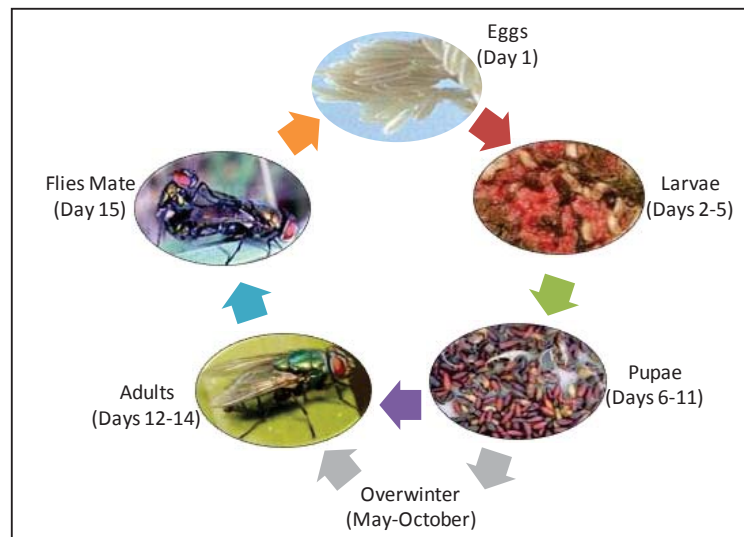 Eggs
(Day 1)
Flies Mate
(Day 15)
Larvae
(Days 2-5)
Adults
(Days 12-14)
Pupae
(Days 6-11)
Overwinter
(May-October)